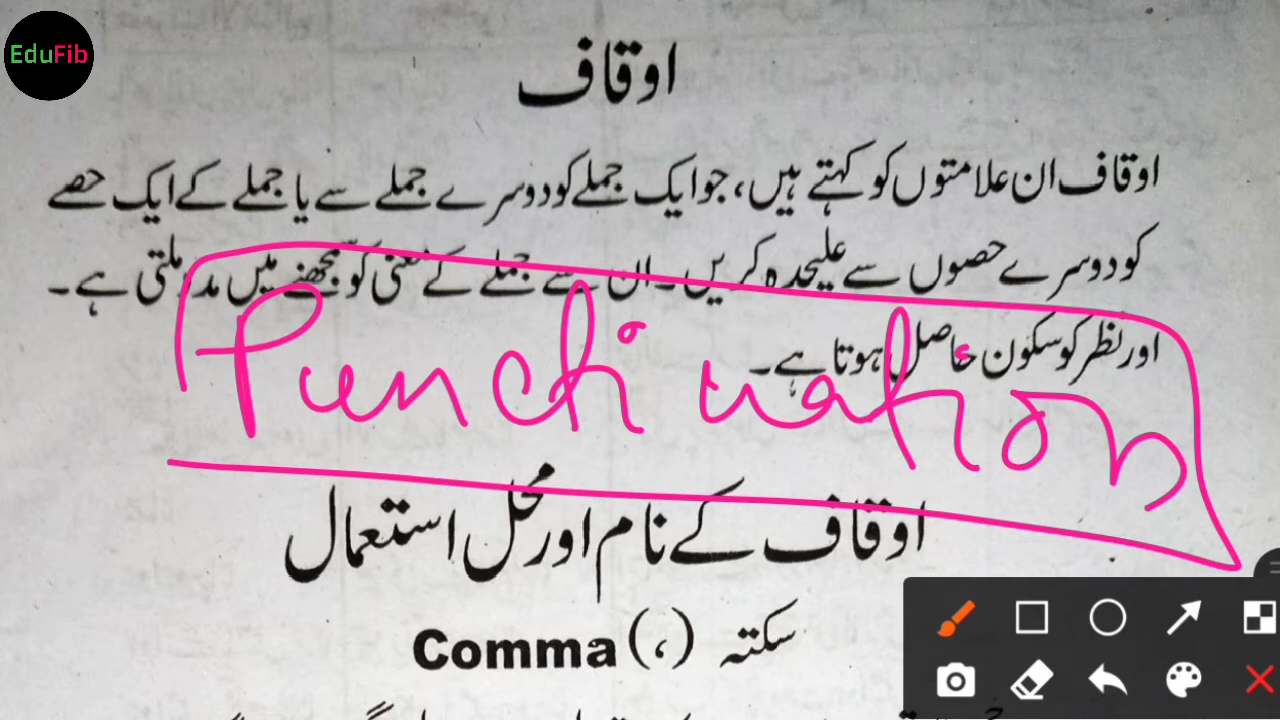 EduFib
اوقاف
اوقاف ان علامتوں کو کہتے ہیں، جو ایک جملے کو دوسرے جملے سے یا جملے کے ایک حصے
کو دوسرے حصوں سے علیحدہ کریں۔ ان سے جملے کے معنی کو سمجھنے میں مدد ملتی ہے۔
اور نظر کو سکون حاصل ہوتا ہے۔
Punctuation
اوقاف کے نام اور محل استعمال
سکتہ (،) Comma